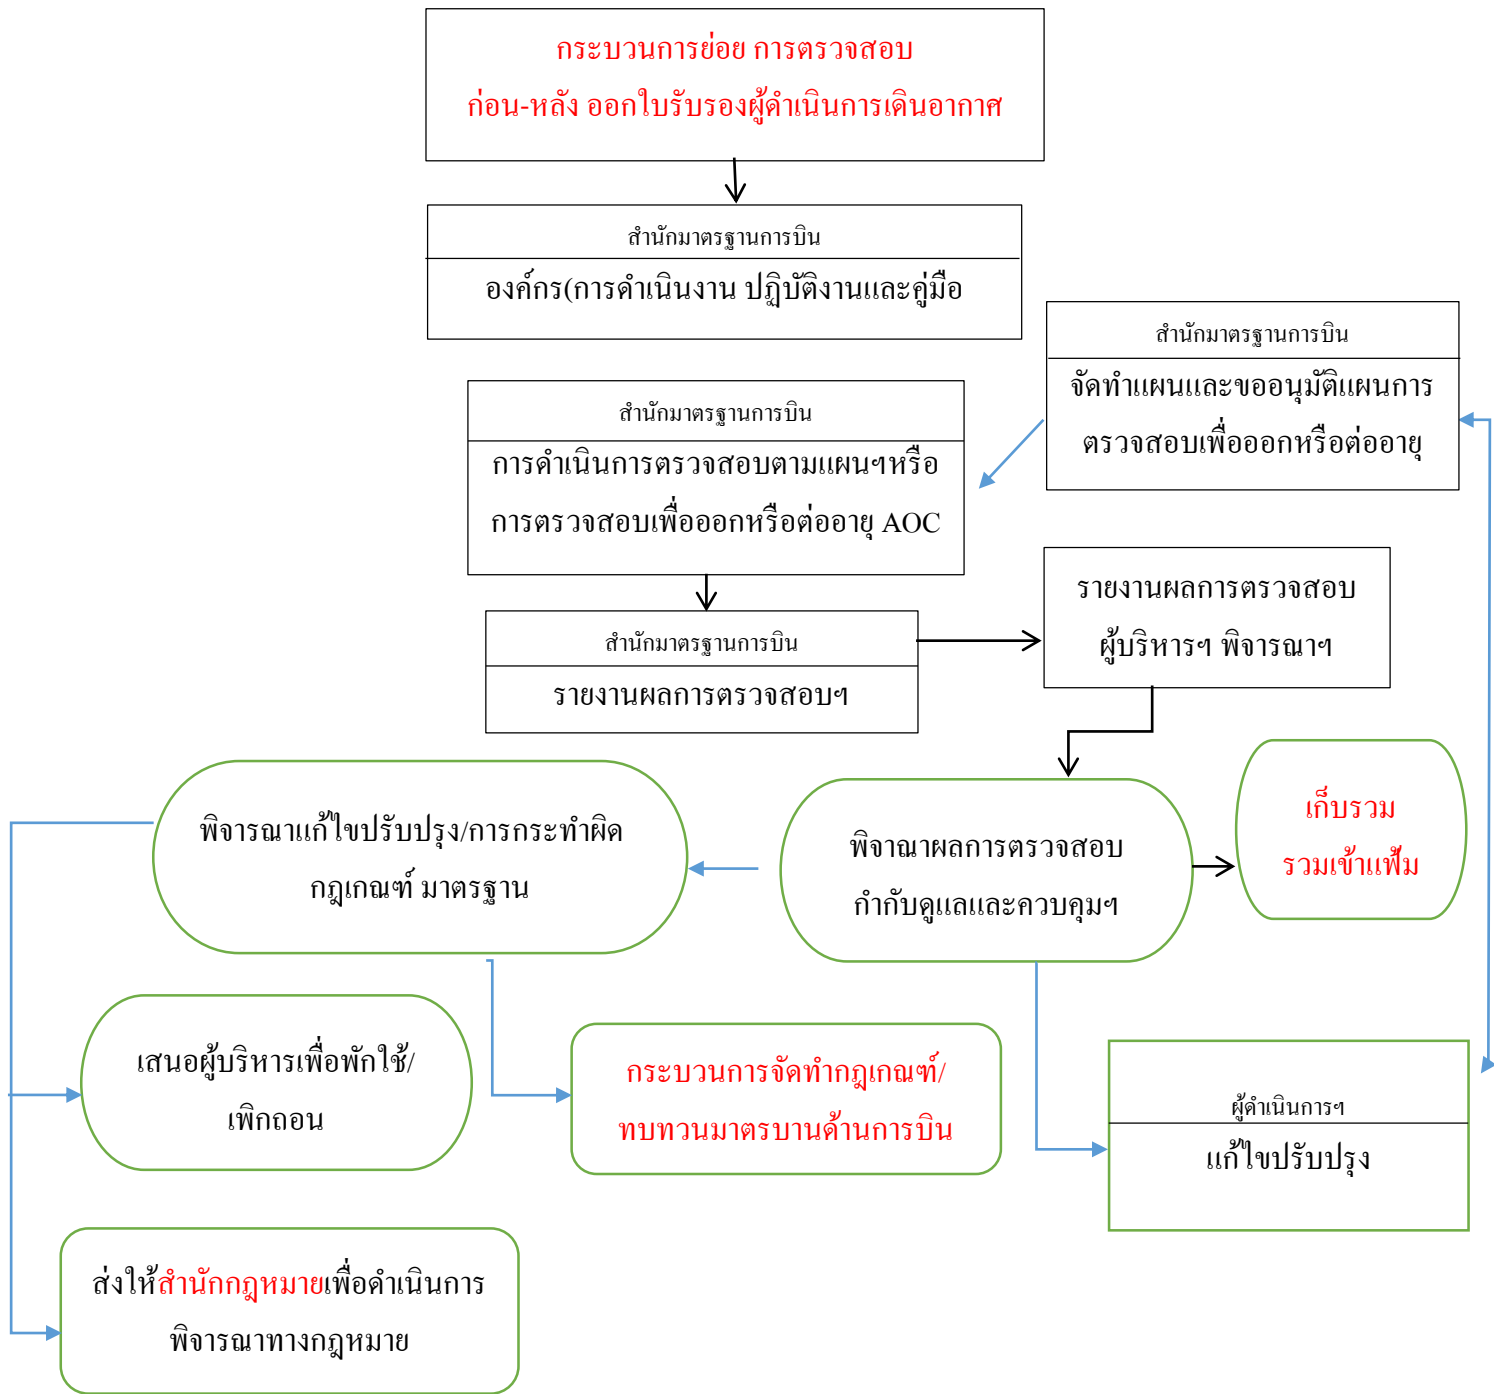 กระบวนการย่อย การตรวจสอบ
ก่อน-หลัง ออกใบรับรองผู้ดำเนินการเดินอากาศ
สำนักมาตรฐานการบิน
องค์กร(การดำเนินงาน ปฏิบัติงานและคู่มือ
สำนักมาตรฐานการบิน
จัดทำแผนและขออนุมัติแผนการ
ตรวจสอบเพื่อออกหรือต่ออายุ
สำนักมาตรฐานการบิน
การดำเนินการตรวจสอบตามแผนฯหรือ
การตรวจสอบเพื่อออกหรือต่ออายุ AOC
รายงานผลการตรวจสอบ
ผู้บริหารฯ พิจารณาฯ
สำนักมาตรฐานการบิน
รายงานผลการตรวจสอบฯ
เก็บรวม
รวมเข้าแฟ้ม
พิจารณาแก้ไขปรับปรุง/การกระทำผิด
กฎเกณฑ์ มาตรฐาน
พิจาณาผลการตรวจสอบ
กำกับดูแลและควบคุมฯ
เสนอผู้บริหารเพื่อพักใช้/
เพิกถอน
กระบวนการจัดทำกฎเกณฑ์/
ทบทวนมาตรบานด้านการบิน
ผู้ดำเนินการฯ
แก้ไขปรับปรุง
ส่งให้สำนักกฎหมายเพื่อดำเนินการ
พิจารณาทางกฎหมาย